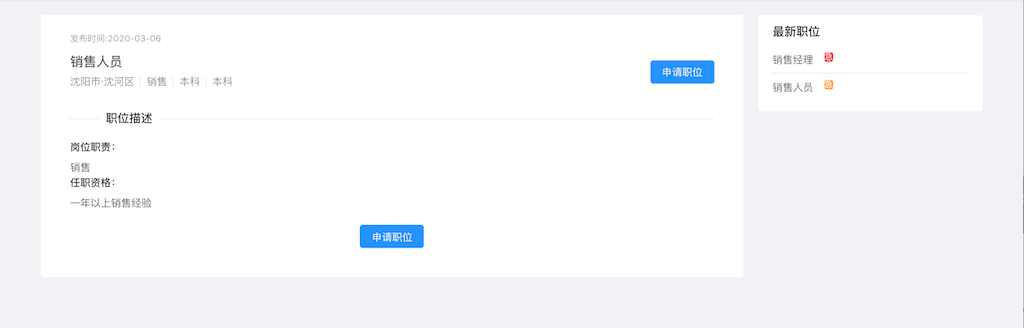 发布时间:2020-03-06
销售人员
沈阳市-沈河区 销售 本科 本科
申请职位
职位描述
岗位职责:
销售
任职资格:
一年以上销售经验
申请职位
最新职位
销售经理 急
销售人员